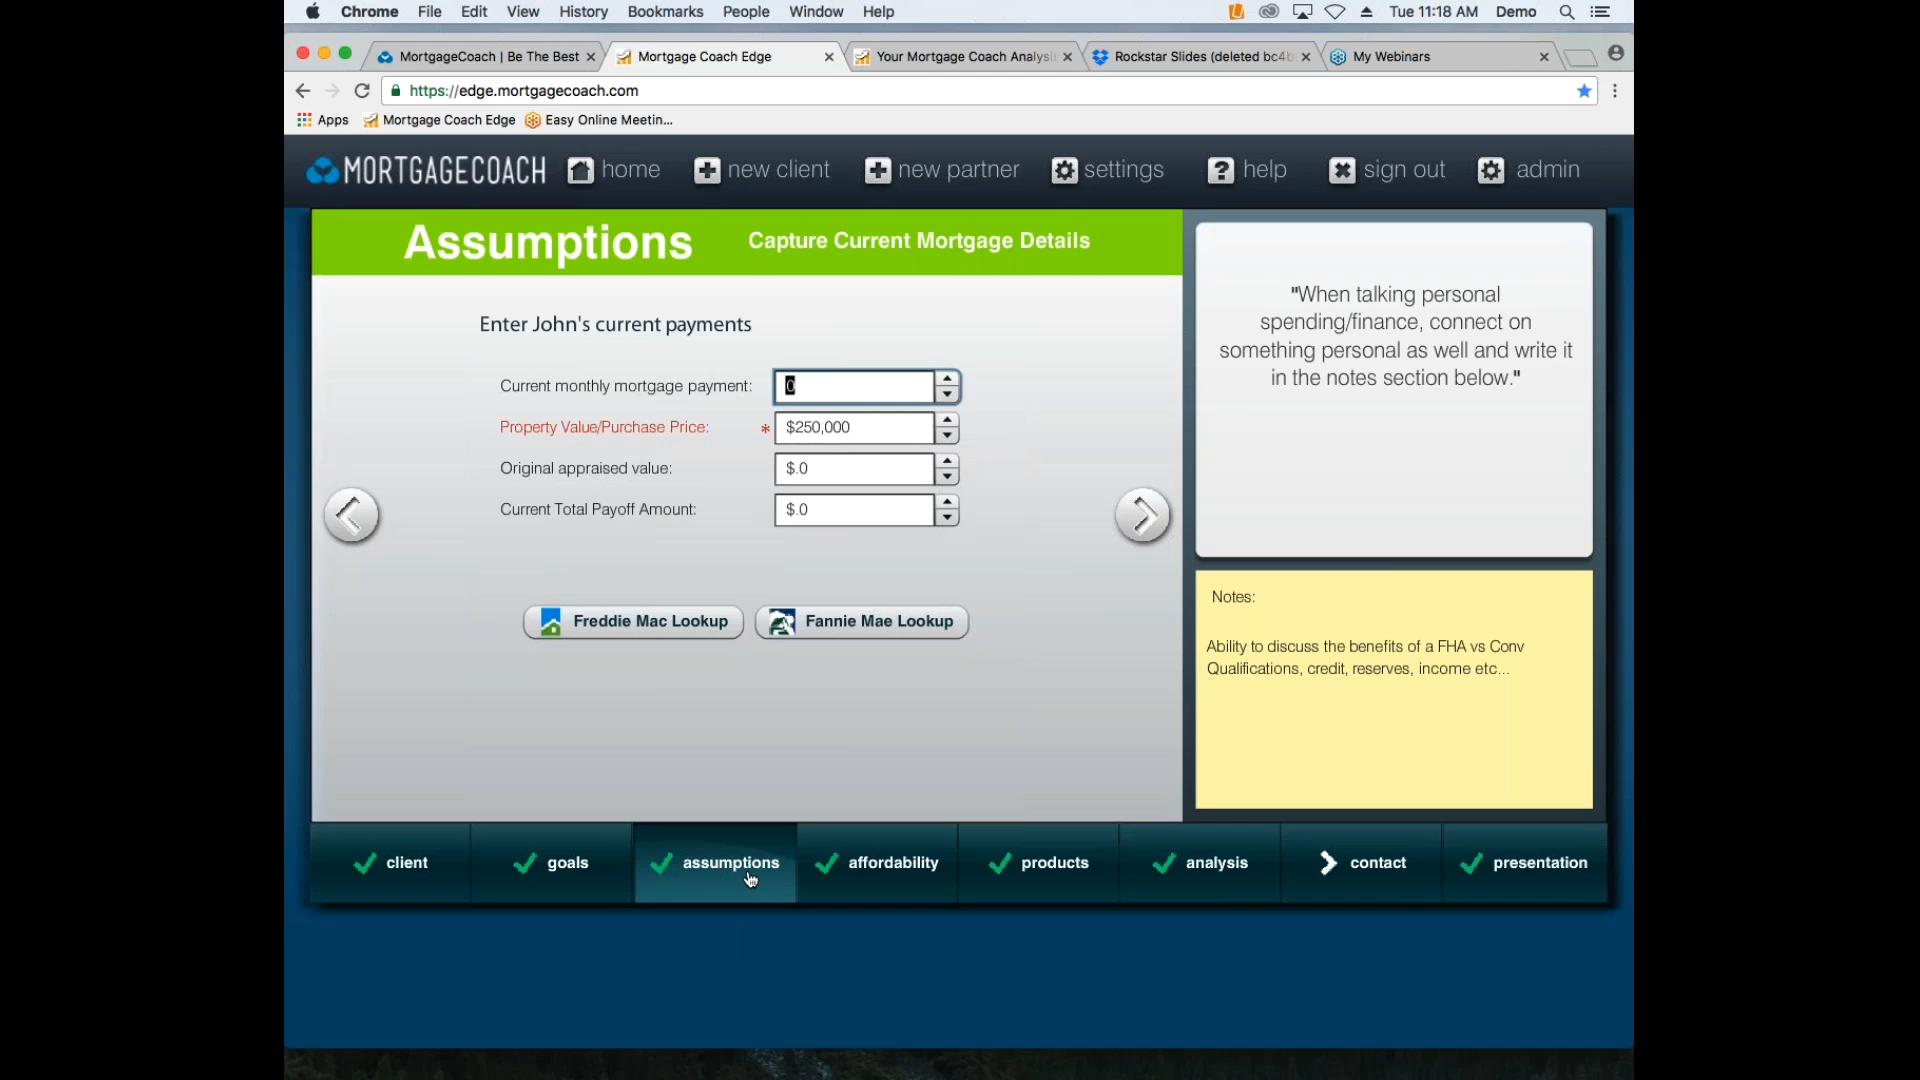 Chrome File Edit View History Bookmarks People Window Help Tue 11:18 AM Demo
MortgageCoach | Be The Best Mortgage Coach Edge Your Mortgage Coach Analysis Rockstar Slides (deleted bc4b My Webinars
https://edge.mortgagecoach.com
Apps Mortgage Coach Edge Easy Online Meetin...
MORTGAGECOACH home new client new partner settings help sign out admin
Assumptions Capture Current Mortgage Details
Enter John's current payments
Current monthly mortgage payment: 0
Property Value/Purchase Price: * $250,000
Original appraised value: $.0
Current Total Payoff Amount: $.0
Freddie Mac Lookup Fannie Mae Lookup
"When talking personal
spending/finance, connect on
something personal as well and write it
in the notes section below."
Notes:
Ability to discuss the benefits of a FHA vs Conv
Qualifications, credit, reserves, income etc...
client goals assumptions affordability products analysis contact presentation